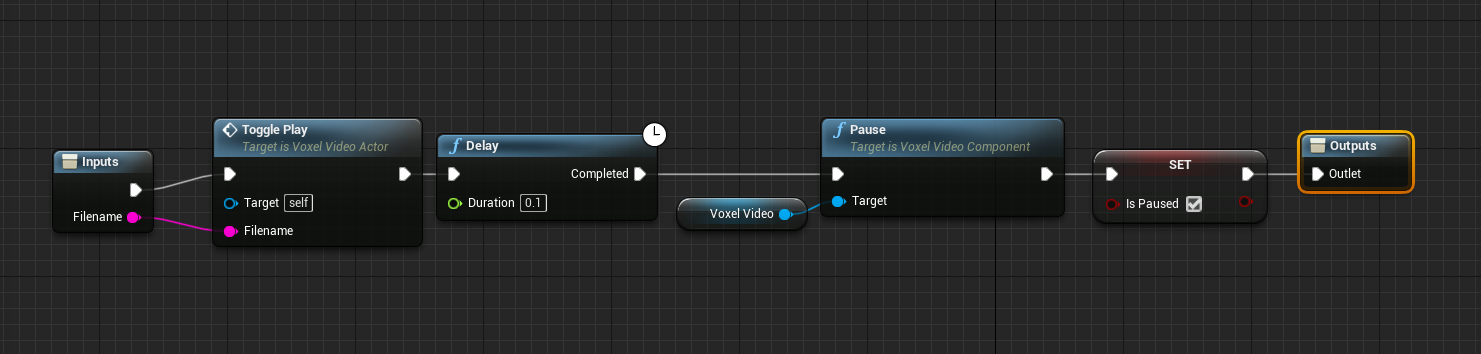 Inputs
Filename
Toggle Play
Target is Voxel Video Actor
Target self
Filename
Delay
Completed
Duration 0.1
Voxel Video
Pause
Target is Voxel Video Component
Target
SET
Is Paused
Outputs
Outlet